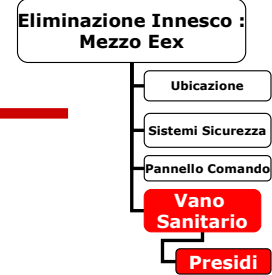 Eliminazione Innesco :
Mezzo Eex
Ubicazione
Sistemi Sicurezza
Pannello Comando
Vano
Sanitario
Presidi